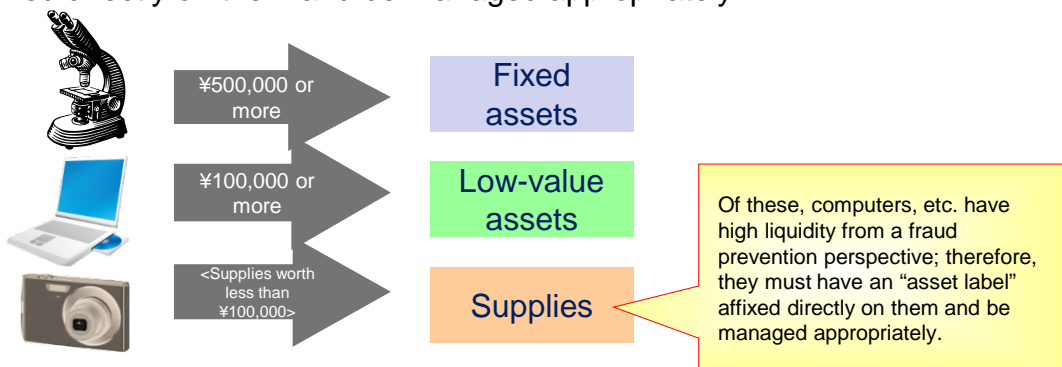 ¥500,000 or
more
Fixed
assets
¥100,000 or
more
Low-value
assets
<Supplies worth
less than
¥100,000>
Supplies
Of these, computers, etc. have
high liquidity from a fraud
prevention perspective; therefore,
they must have an “asset label”
affixed directly on them and be
managed appropriately.